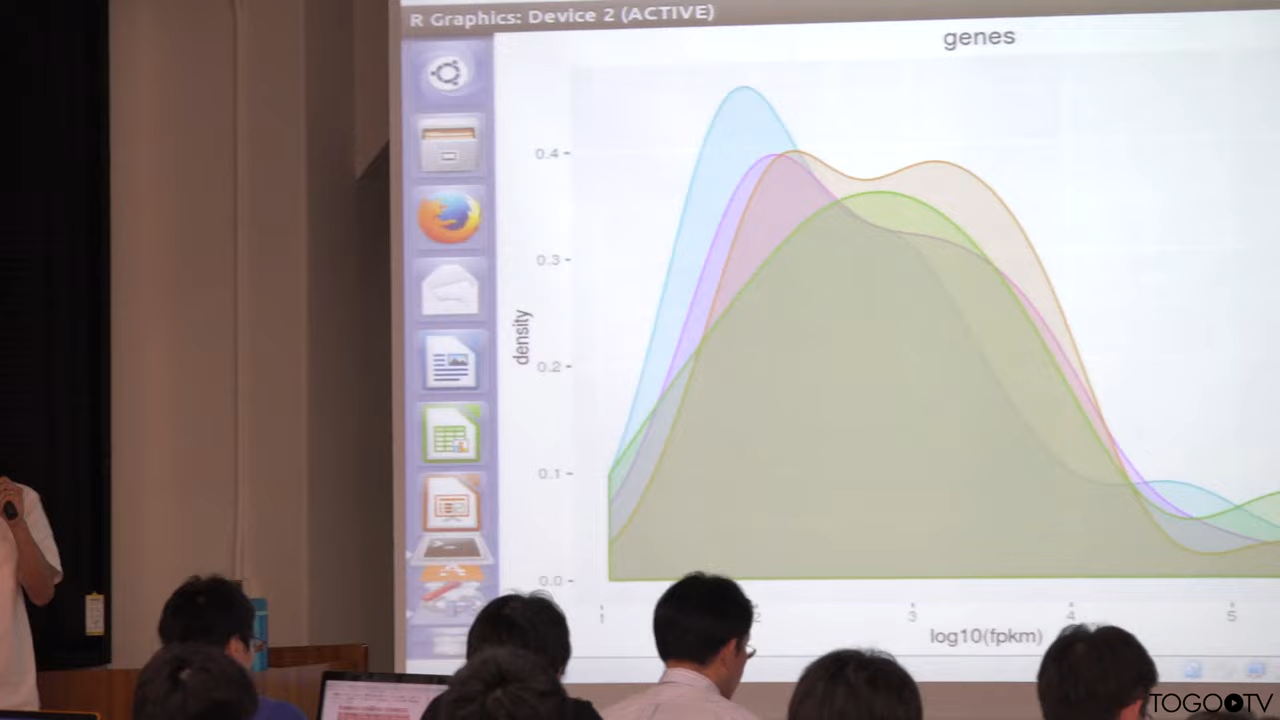 R Graphics: Device 2 (ACTIVE)
genes
0.4
0.3
density
0.2
0.1
0.0
1 2 3 4 5
log10(fpkm)
TOGOTV